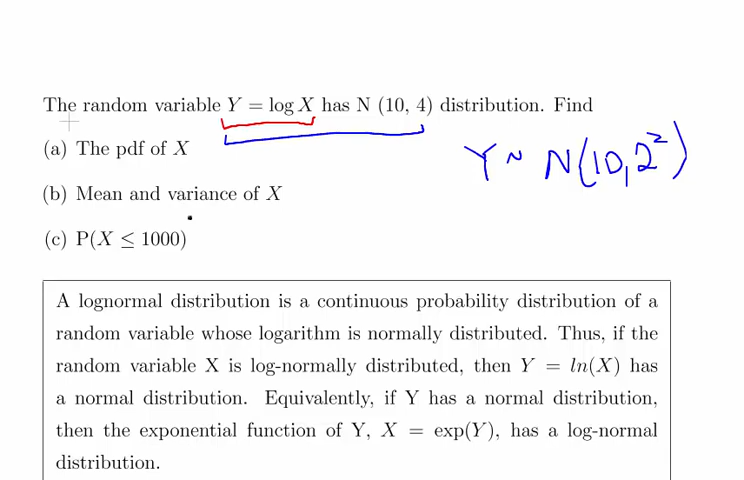 The random variable Y = log X has N (10, 4) distribution. Find
(a) The pdf of X
Y ~ N(10, 2²)
(b) Mean and variance of X
(c) P(X ≤ 1000)
A lognormal distribution is a continuous probability distribution of a
random variable whose logarithm is normally distributed. Thus, if the
random variable X is log-normally distributed, then Y = ln(X) has
a normal distribution. Equivalently, if Y has a normal distribution,
then the exponential function of Y, X = exp(Y), has a log-normal
distribution.